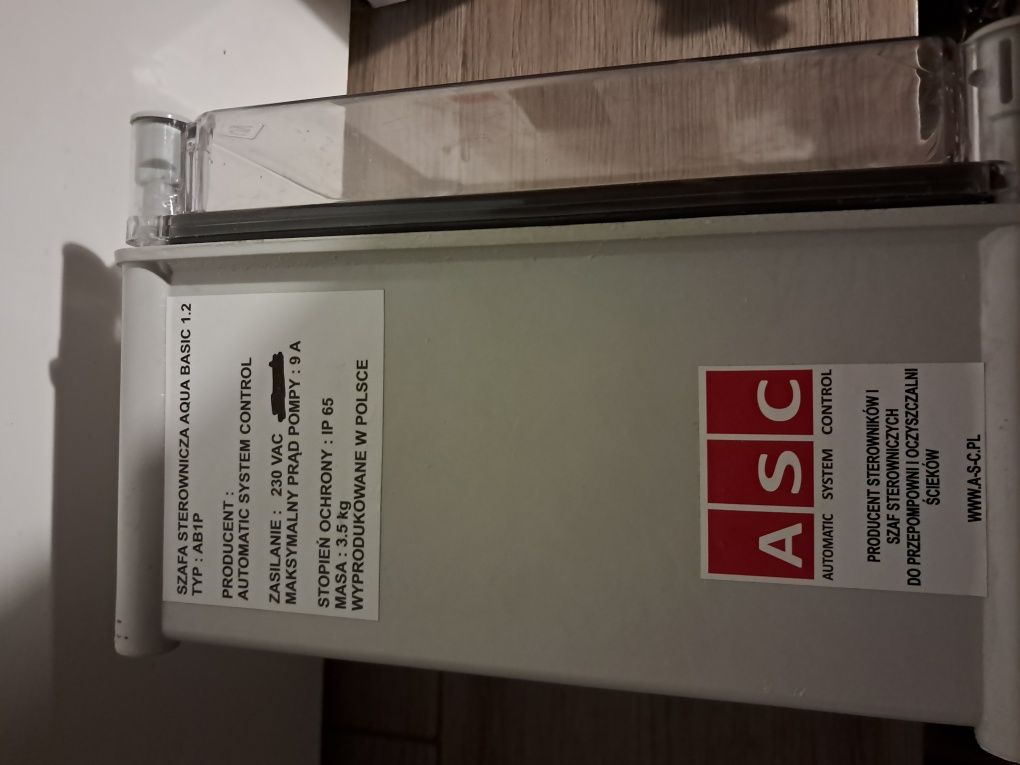 SZAFA STEROWNICZA AQUA BASIC 1.2
TYP : AB1P
PRODUCENT :
AUTOMATIC SYSTEM CONTROL
ZASILANIE : 230 VAC
MAKSYMALNY PRĄD POMPY : 9 A
STOPIEŃ OCHRONY : IP 65
MASA : 3.5 kg
WYPRODUKOWANE W POLSCE
ASC
AUTOMATIC SYSTEM CONTROL
PRODUCENT STEROWNIKÓW I
SZAF STEROWNICZYCH
DO PRZEPOMPOWNI I OCZYSZCZALNI
ŚCIEKÓW
WWW.A-S-C.PL